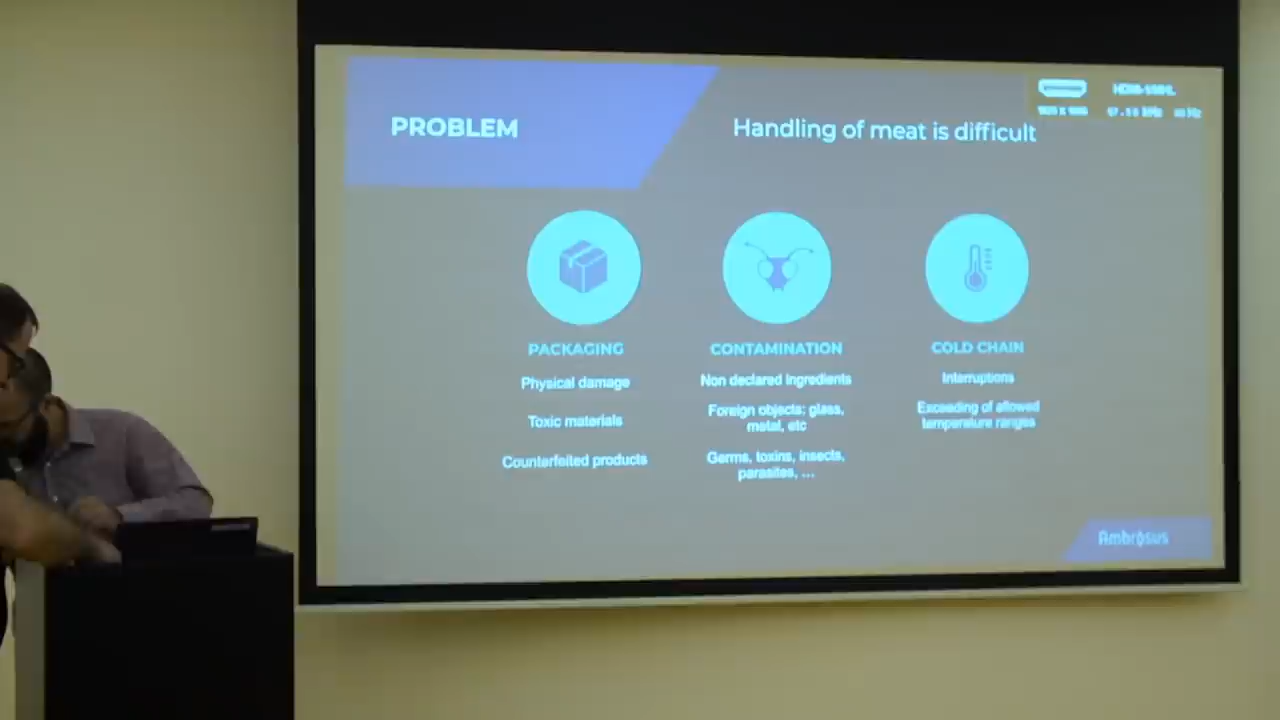 PROBLEM
Handling of meat is difficult
PACKAGING
Physical damage
Toxic materials
Counterfeited products
CONTAMINATION
Non declared ingredients
Foreign objects: glass,
metal, etc
Germs, toxins, insects,
parasites, ...
COLD CHAIN
Interruptions
Exceeding of allowed
temperature ranges
Ambrosus